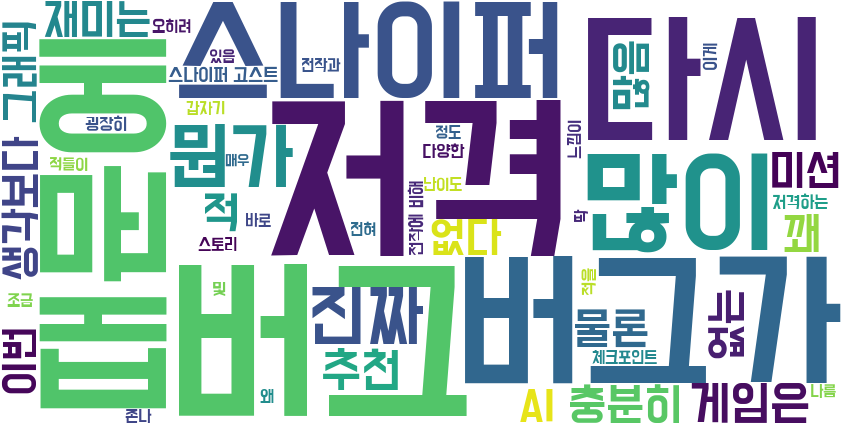 재미는
오히려
스나이퍼
다시
그래픽
있음
전작과
이게
많음
스나이퍼 고스트
갑자기
저격
굉장히
뭔가
정도
다양한
느낌이
매우
적들이
생각보다
많이
미션
난이도
전작에 비해
적
바로
전혀
없다
딱
저격하는
꽤
스토리
버그
버그가
및
진짜
적을
조금
물론
이번
추천
체크포인트
왜
존나
AI
충분히
게임은
나름